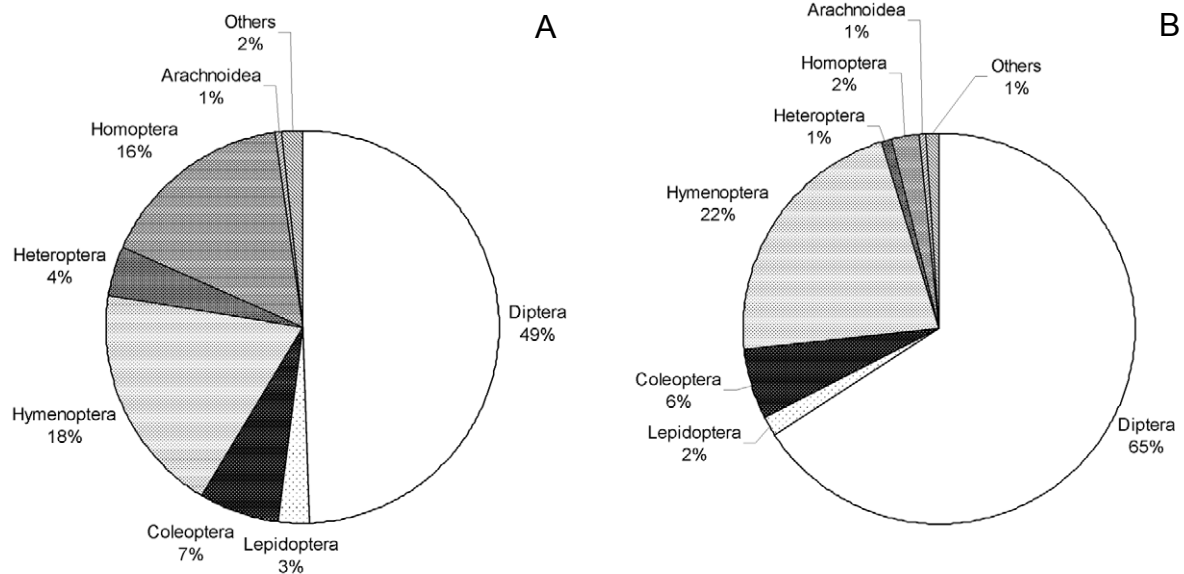 A
Others
2%
Arachnoidea
1%
Homoptera
16%
Heteroptera
4%
Hymenoptera
18%
Coleoptera
7%
Lepidoptera
3%
Diptera
49%
B
Arachnoidea
1%
Homoptera
2%
Others
1%
Heteroptera
1%
Hymenoptera
22%
Coleoptera
6%
Lepidoptera
2%
Diptera
65%